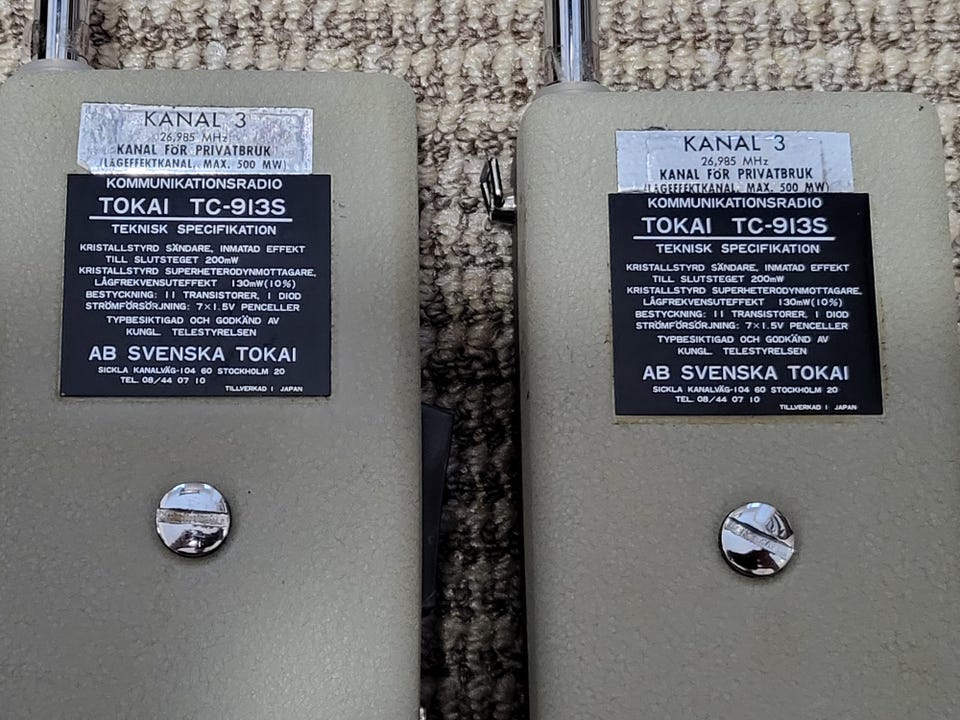 KANAL 3
26,985 MHz
KANAL FÖR PRIVATBRUK
(LÅGEFFEKTKANAL, MAX. 500 MW)
KOMMUNIKATIONSRADIO
TOKAI TC-913S
TEKNISK SPECIFIKATION
KRISTALLSTYRD SÄNDARE, INMATAD EFFEKT
TILL SLUTSTEGET 200mW
KRISTALLSTYRD SUPERHETERODYNMOTTAGARE,
LÅGFREKVENSUTEFFEKT 130mW(10%)
BESTYCKNING: 11 TRANSISTORER, 1 DIOD
STRÖMFÖRSÖRJNING: 7×1.5V PENCELLER
TYPBESIKTIGAD OCH GODKÄND AV
KUNGL. TELESTYRELSEN
AB SVENSKA TOKAI
SICKLA KANALVÄG-104 60 STOCKHOLM 20
TEL. 08/44 07 10
TILLVERKAD I JAPAN
KANAL 3
26,985 MHz
KANAL FÖR PRIVATBRUK
(LÅGEFFEKTKANAL, MAX. 500 MW)
KOMMUNIKATIONSRADIO
TOKAI TC-913S
TEKNISK SPECIFIKATION
KRISTALLSTYRD SÄNDARE, INMATAD EFFEKT
TILL SLUTSTEGET 200mW
KRISTALLSTYRD SUPERHETERODYNMOTTAGARE,
LÅGFREKVENSUTEFFEKT 130mW(10%)
BESTYCKNING: 11 TRANSISTORER, 1 DIOD
STRÖMFÖRSÖRJNING: 7×1.5V PENCELLER
TYPBESIKTIGAD OCH GODKÄND AV
KUNGL. TELESTYRELSEN
AB SVENSKA TOKAI
SICKLA KANALVÄG-104 60 STOCKHOLM 20
TEL. 08/44 07 10
TILLVERKAD I JAPAN